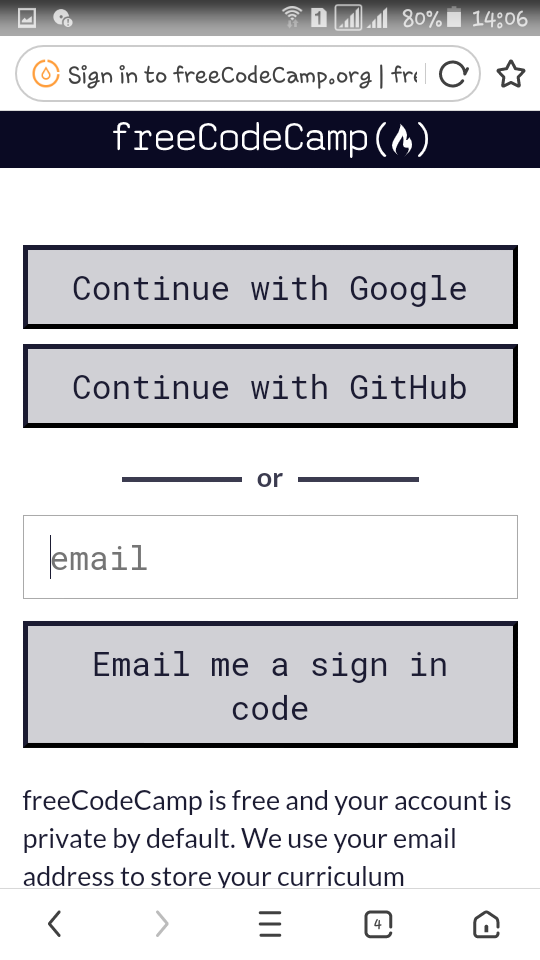 1 80% 14:06
Sign in to freeCodeCamp.org | fre
freeCodeCamp(🔥)
Continue with Google
Continue with GitHub
or
email
Email me a sign in
code
freeCodeCamp is free and your account is
private by default. We use your email
address to store your curriculum
4